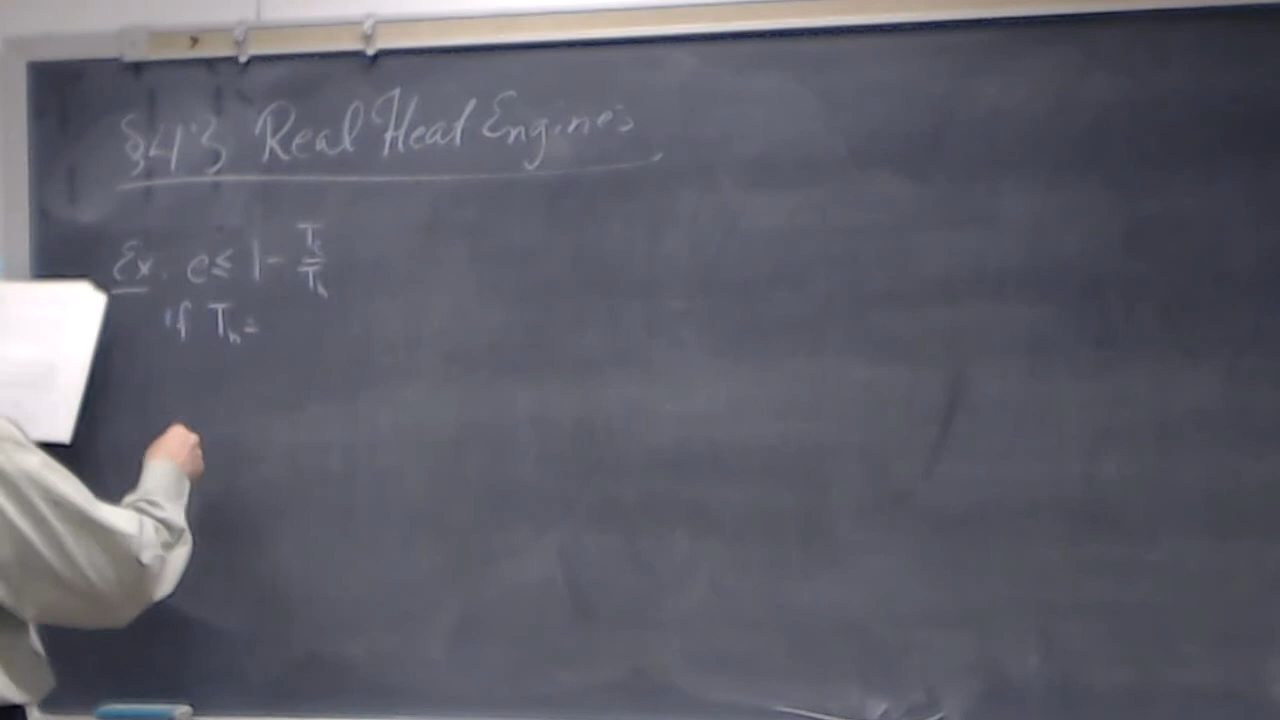 §4.3 Real Heat Engines
Ex. e ≤ 1 - Tc/Th
if Th =